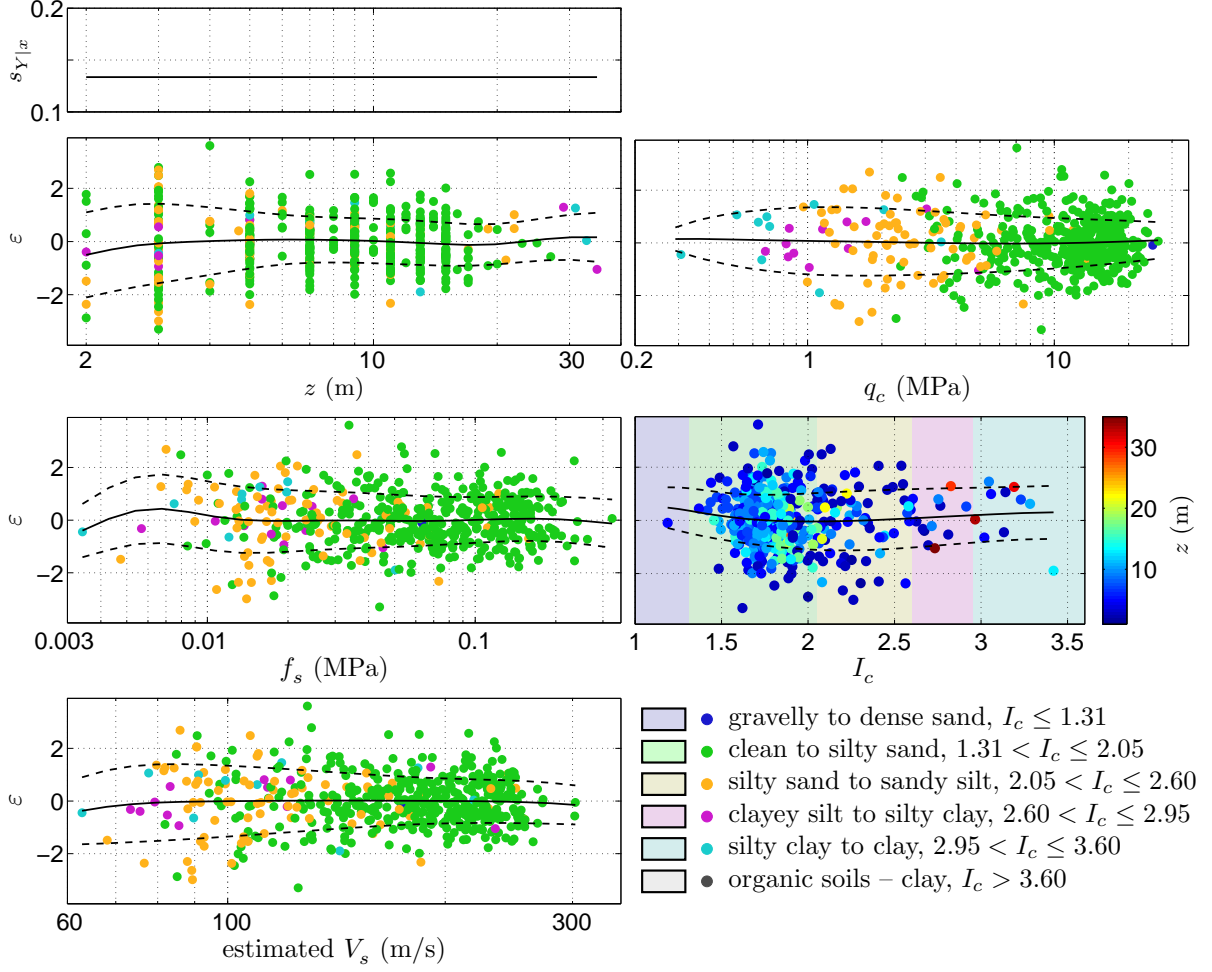 0.2
s_{Y|x}
0.1
2
ε 0
−2
2 10 30
z (m)
0.2 1 10
q_c (MPa)
2
ε 0
−2
0.003 0.01 0.1
f_s (MPa)
1 1.5 2 2.5 3 3.5
I_c
30
20
10
z (m)
2
ε 0
−2
60 100 300
estimated V_s (m/s)
gravelly to dense sand, I_c ≤ 1.31
clean to silty sand, 1.31 < I_c ≤ 2.05
silty sand to sandy silt, 2.05 < I_c ≤ 2.60
clayey silt to silty clay, 2.60 < I_c ≤ 2.95
silty clay to clay, 2.95 < I_c ≤ 3.60
organic soils – clay, I_c > 3.60